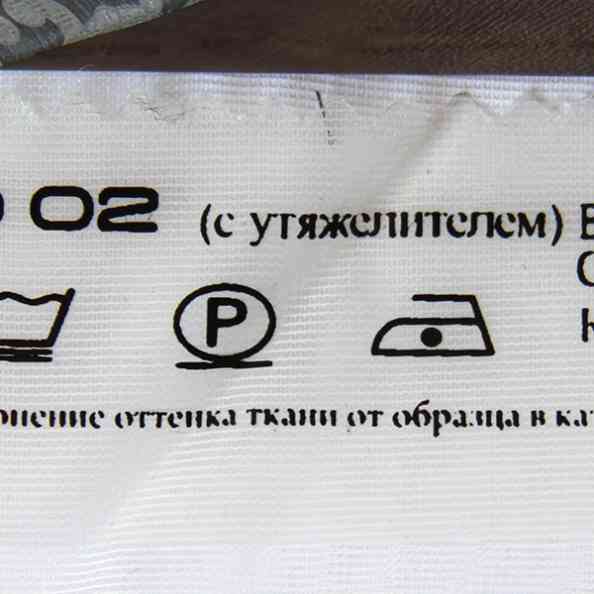 02 (с утяжелителем)
P
оттенка ткани от образца в